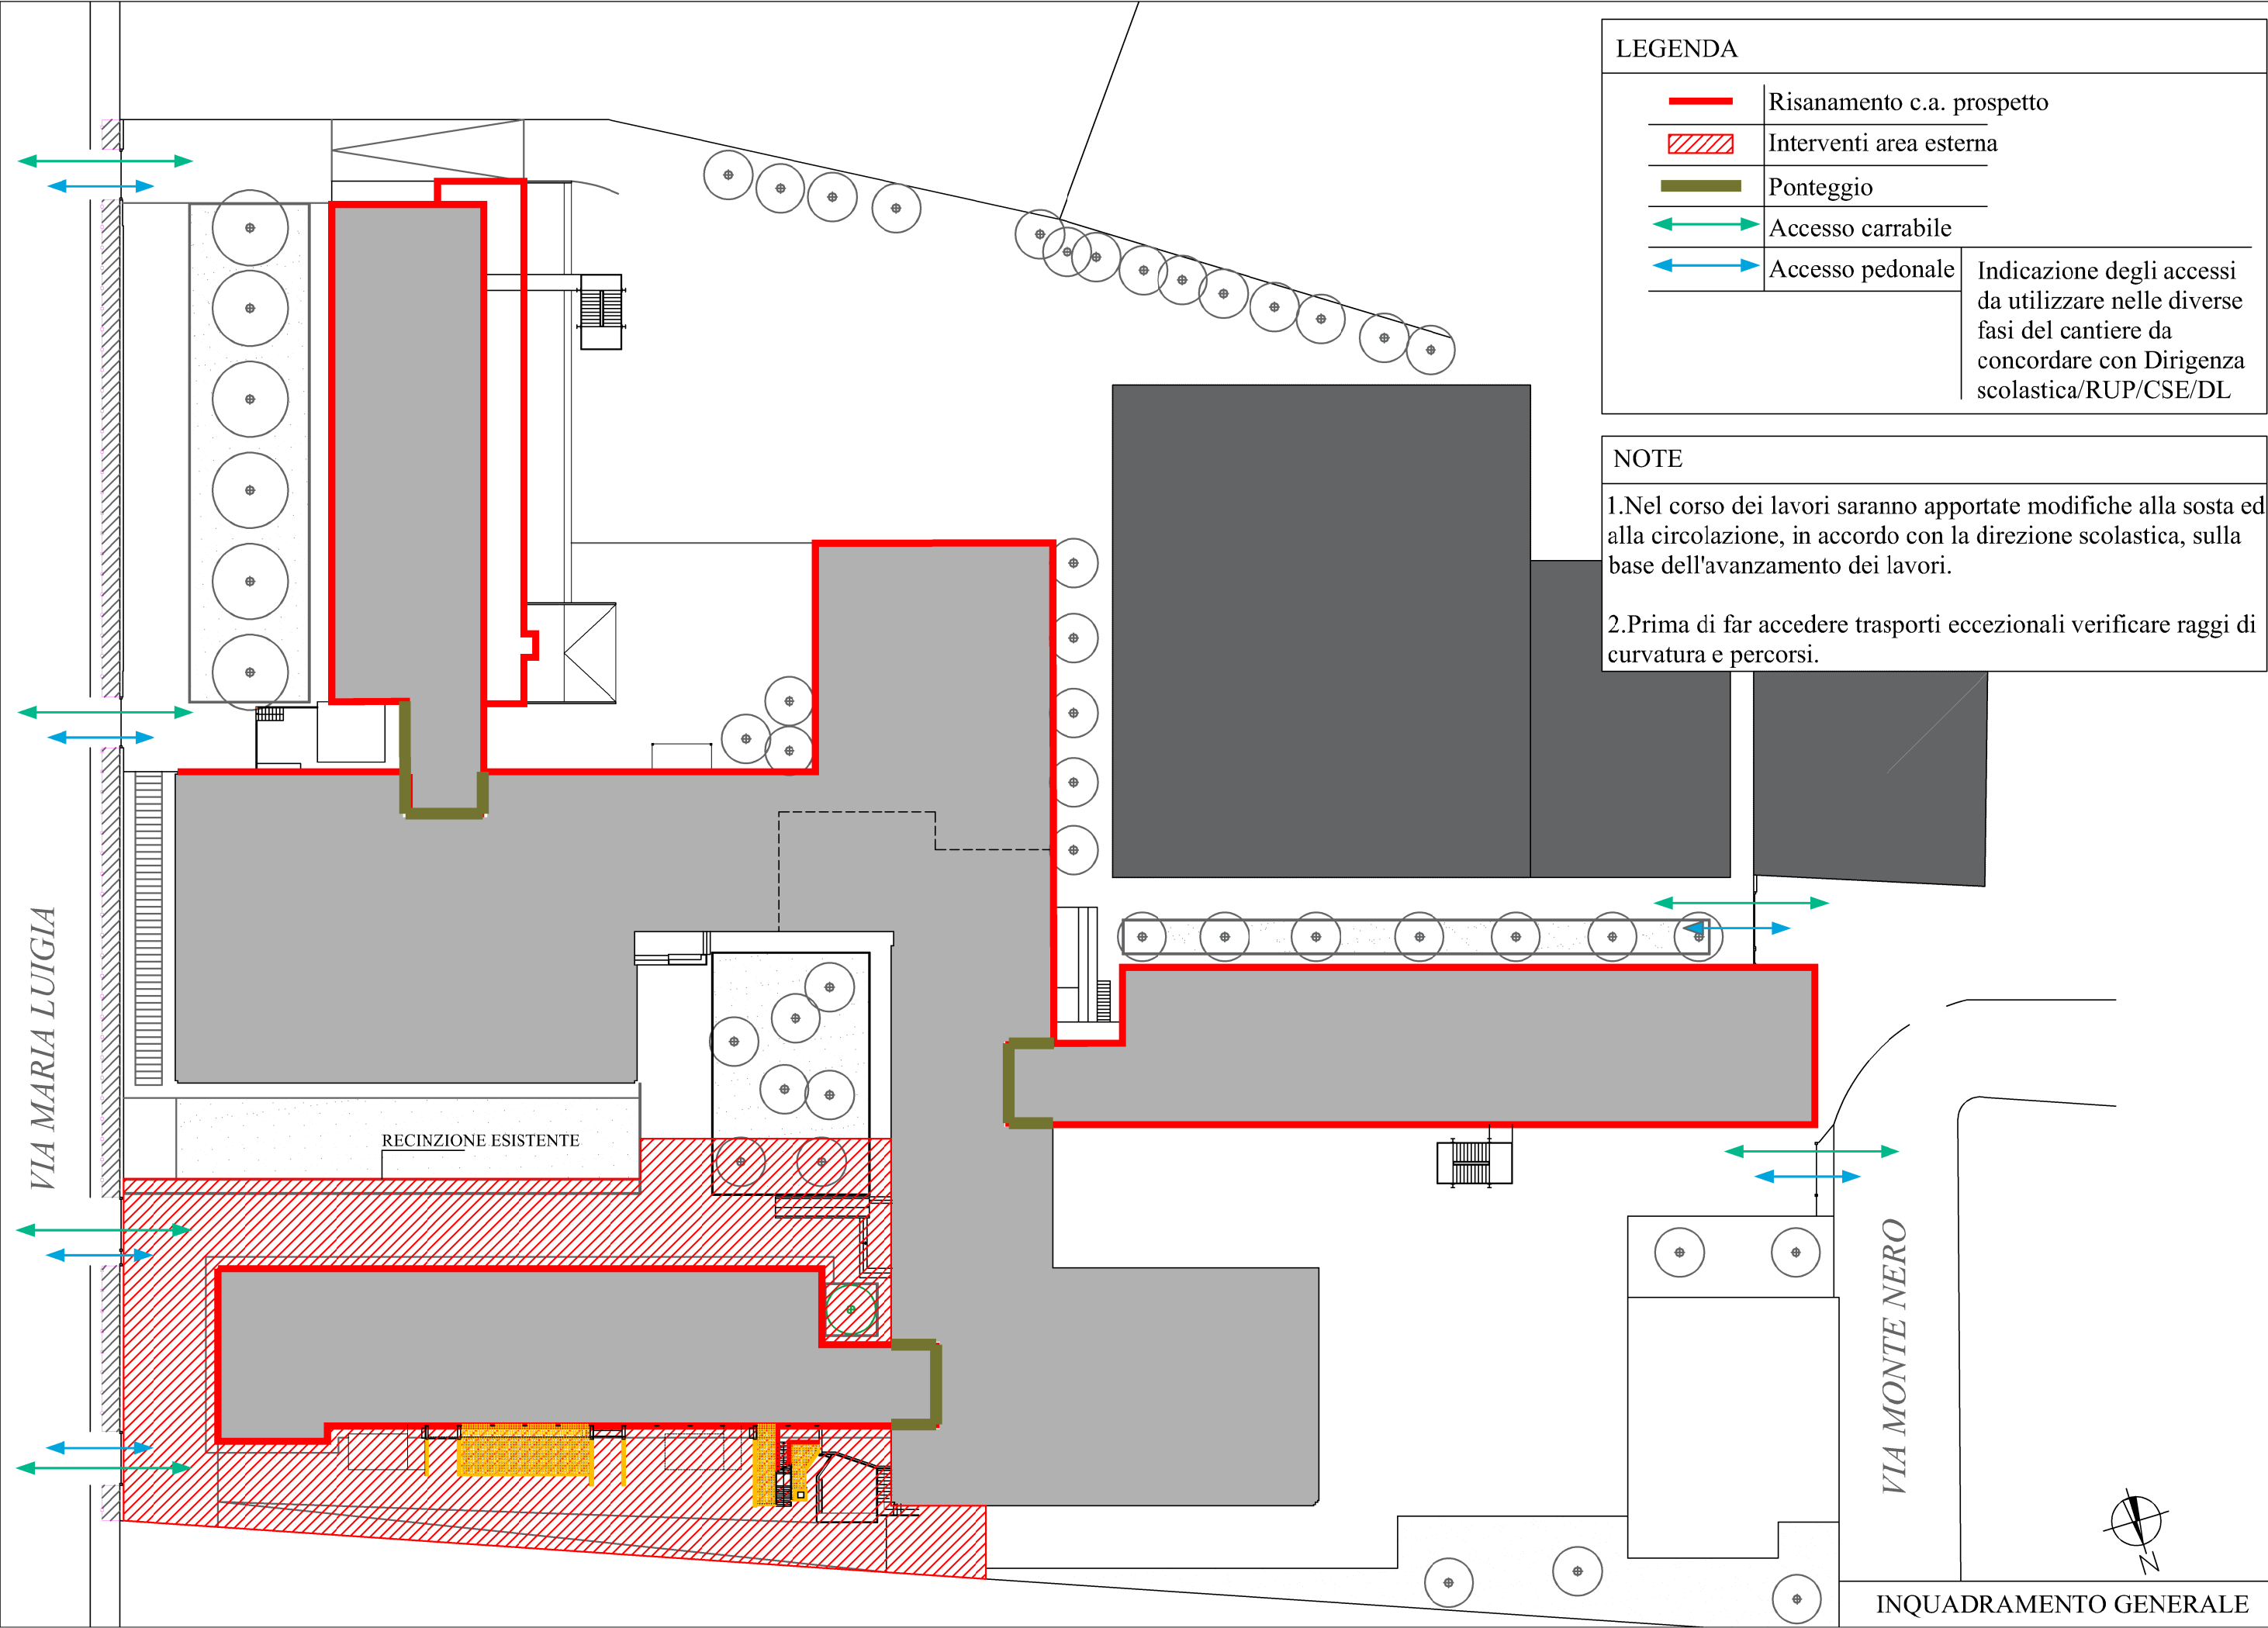 LEGENDA
Risanamento c.a. prospetto
Interventi area esterna
Ponteggio
Accesso carrabile
Accesso pedonale
Indicazione degli accessi
da utilizzare nelle diverse
fasi del cantiere da
concordare con Dirigenza
scolastica/RUP/CSE/DL
NOTE
1.Nel corso dei lavori saranno apportate modifiche alla sosta ed
alla circolazione, in accordo con la direzione scolastica, sulla
base dell'avanzamento dei lavori.
2.Prima di far accedere trasporti eccezionali verificare raggi di
curvatura e percorsi.
VIA MARIA LUIGIA
RECINZIONE ESISTENTE
VIA MONTE NERO
N
INQUADRAMENTO GENERALE